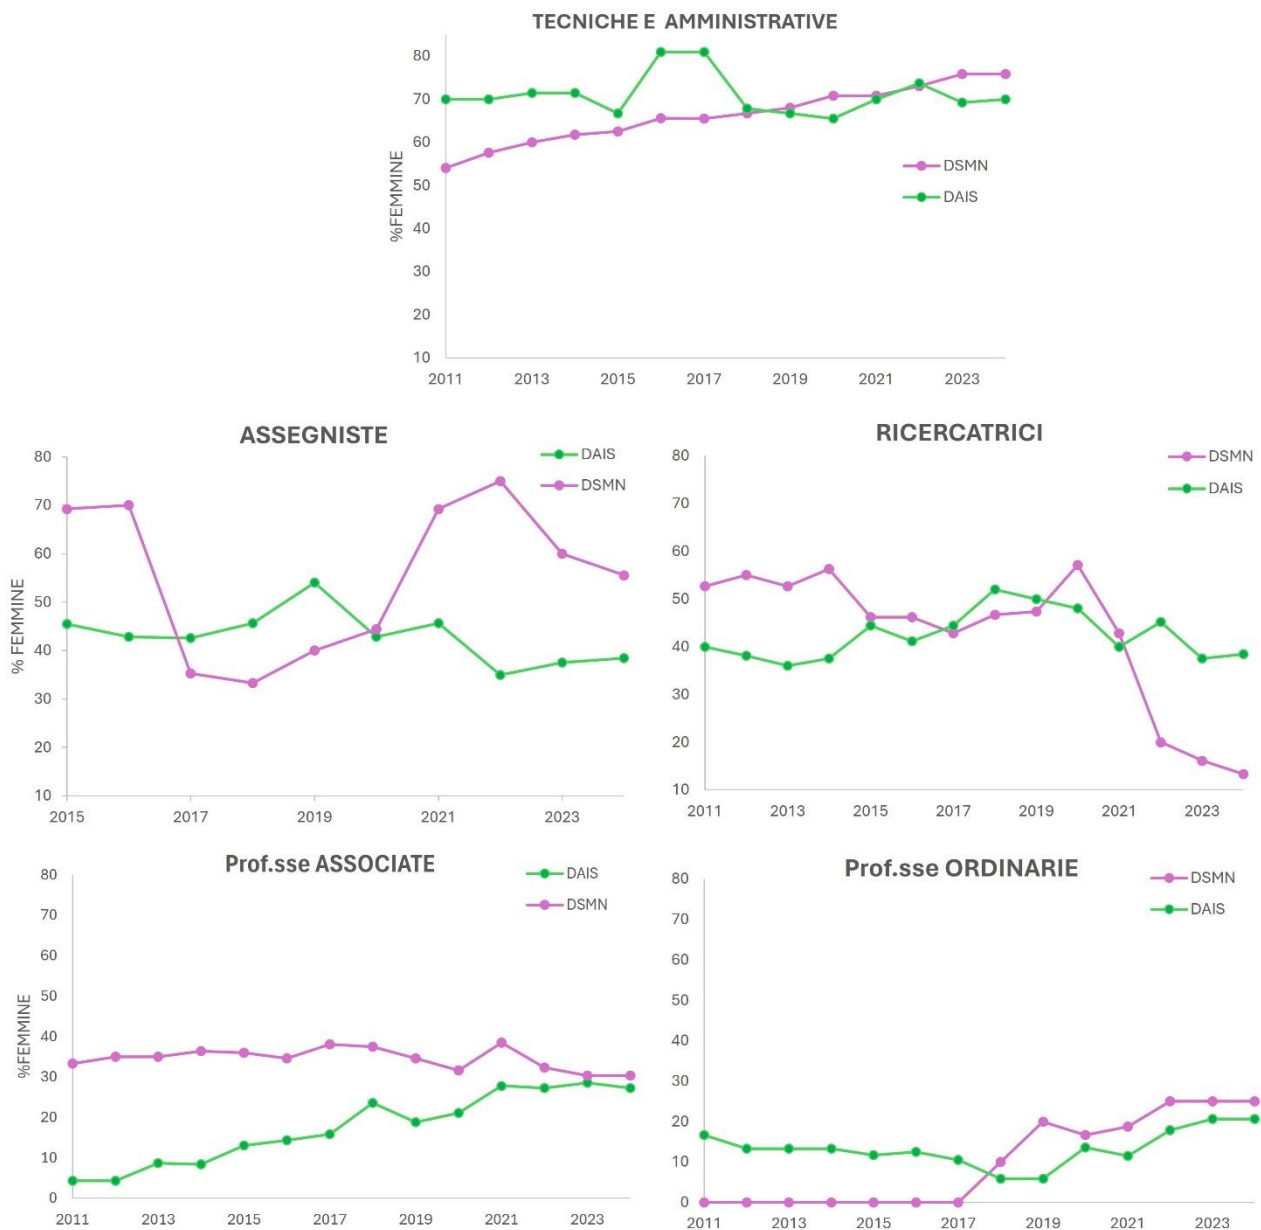 TECNICHE E AMMINISTRATIVE
80
70
60
50
40
30
20
10
%FEMMINE
DSMN
DAIS
2011 2013 2015 2017 2019 2021 2023
ASSEGNISTE
80
70
60
50
40
30
20
10
% FEMMINE
DAIS
DSMN
2015 2017 2019 2021 2023
RICERCATRICI
80
70
60
50
40
30
20
10
DSMN
DAIS
2011 2013 2015 2017 2019 2021 2023
Prof.sse ASSOCIATE
80
70
60
50
40
30
20
10
0
%FEMMINE
DAIS
DSMN
2011 2013 2015 2017 2019 2021 2023
Prof.sse ORDINARIE
80
70
60
50
40
30
20
10
0
DSMN
DAIS
2011 2013 2015 2017 2019 2021 2023